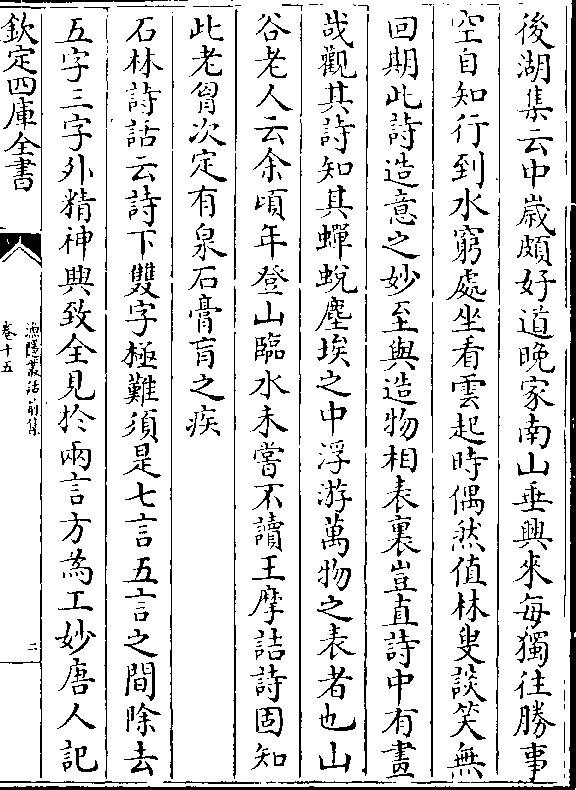 後湖集云中歲頗好道晚家南山垂興來每獨往勝事
空自知行到水窮處坐看雲起時偶然值林叟談笑無
回期此詩造意之妙至與造物相表裏豈直詩中有畫
哉觀其詩知其蟬蛻塵埃之中浮游萬物之表者也山
谷老人云余頃年登山臨水未嘗不讀王摩詰詩固知
此老胷次定有泉石膏肓之疾
石林詩話云詩下雙字極難須是七言五言之間除去
五字三字外精神興致全見於兩言方為工妙唐人記
欽定四庫全書
漁隱叢話前集
卷十五
二